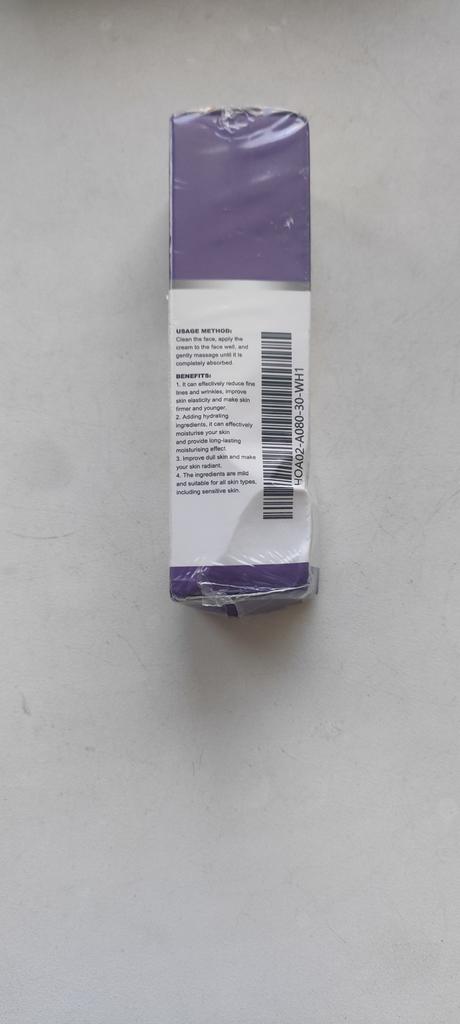 USAGE METHOD:
Clean the face, apply the
cream to the face well, and
gently massage until it is
completely absorbed.
BENEFITS:
1. It can effectively reduce fine
lines and wrinkles, improve
skin elasticity and make skin
firmer and younger.
2. Adding hydrating
ingredients, it can effectively
moisturise your skin
and provide long-lasting
moisturising effect.
3. Improve dull skin and make
your skin radiant.
4. The ingredients are mild
and suitable for all skin types,
including sensitive skin.
HOA02-A080-30-WH1